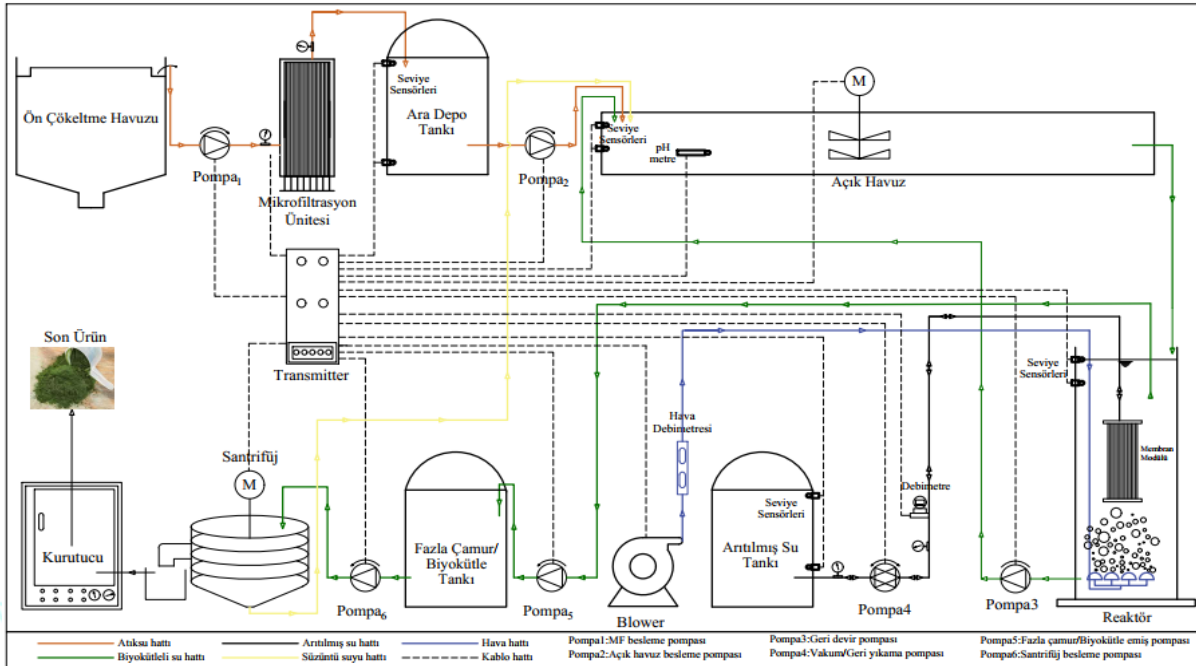 Ön Çökeltme Havuzu
Pompa1
Mikrofiltrasyon
Ünitesi
Seviye
Sensörleri
Ara Depo
Tankı
Pompa2
Seviye
Sensörleri
pH
metre
M
Açık Havuz
Transmitter
Son Ürün
Kurutucu
Santrifüj
M
Pompa6
Fazla Çamur/
Biyokütle
Tankı
Pompa5
Blower
Hava
Debimetresi
Arıtılmış Su
Tankı
Seviye
Sensörleri
Pompa4
Debimetre
Pompa3
Seviye
Sensörleri
Membran
Modülü
Reaktör
Atıksu hattı
Arıtılmış su hattı
Hava hattı
Biyokütleli su hattı
Süzüntü suyu hattı
Kablo hattı
Pompa1:MF besleme pompası
Pompa2:Açık havuz besleme pompası
Pompa3:Geri devir pompası
Pompa4:Vakum/Geri yıkama pompası
Pompa5:Fazla çamur/Biyokütle emiş pompası
Pompa6:Santrifüj besleme pompası